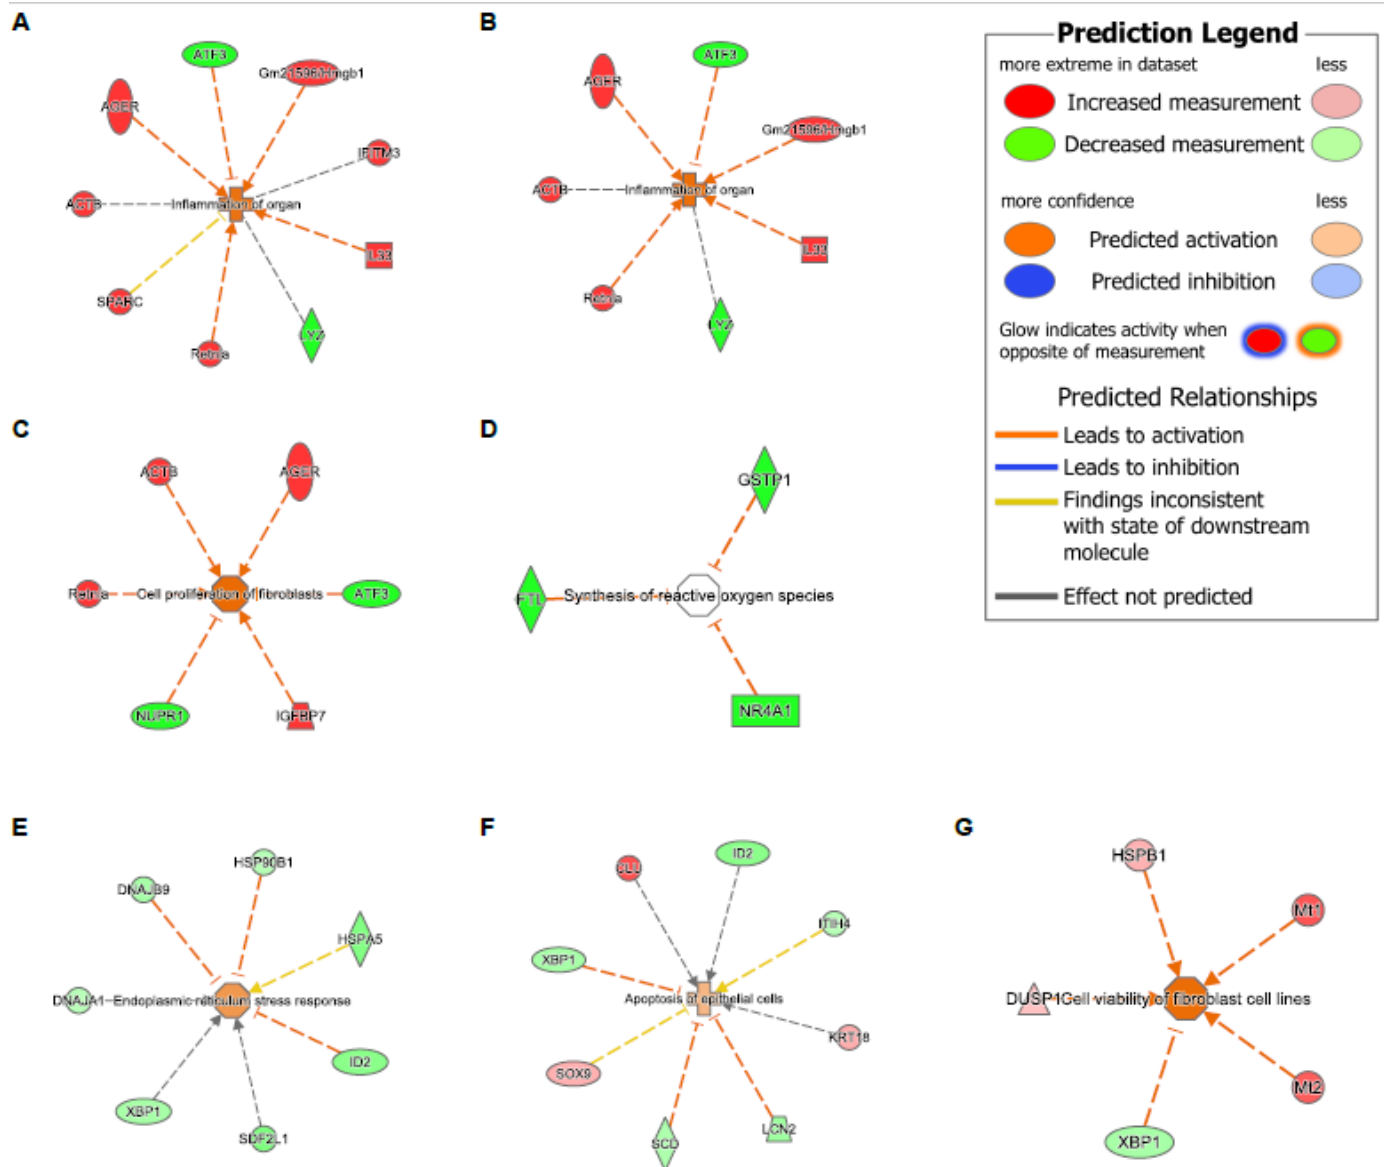 A
ATF3
Gm21596/Hmgb1
AGER
IFITM3
ACTB
Inflammation of organ
IL33
SPARC
LYZ
Retnla
B
ATF3
AGER
Gm21596/Hmgb1
ACTB
Inflammation of organ
IL33
Retnla
LYZ
Prediction Legend
more extreme in dataset
less
Increased measurement
Decreased measurement
more confidence
less
Predicted activation
Predicted inhibition
Glow indicates activity when
opposite of measurement
Predicted Relationships
Leads to activation
Leads to inhibition
Findings inconsistent
with state of downstream
molecule
Effect not predicted
C
ACTB
AGER
Retnla
Cell proliferation of fibroblasts
ATF3
NUPR1
IGFBP7
D
GSTP1
FTL
Synthesis of reactive oxygen species
NR4A1
E
HSP90B1
DNAJB9
HSPA5
DNAJA1
Endoplasmic reticulum stress response
ID2
XBP1
SDF2L1
F
CLU
ID2
ITIH4
XBP1
Apoptosis of epithelial cells
KRT18
SOX9
SCD
LCN2
G
HSPB1
Mt1
DUSP1
Cell viability of fibroblast cell lines
Mt2
XBP1